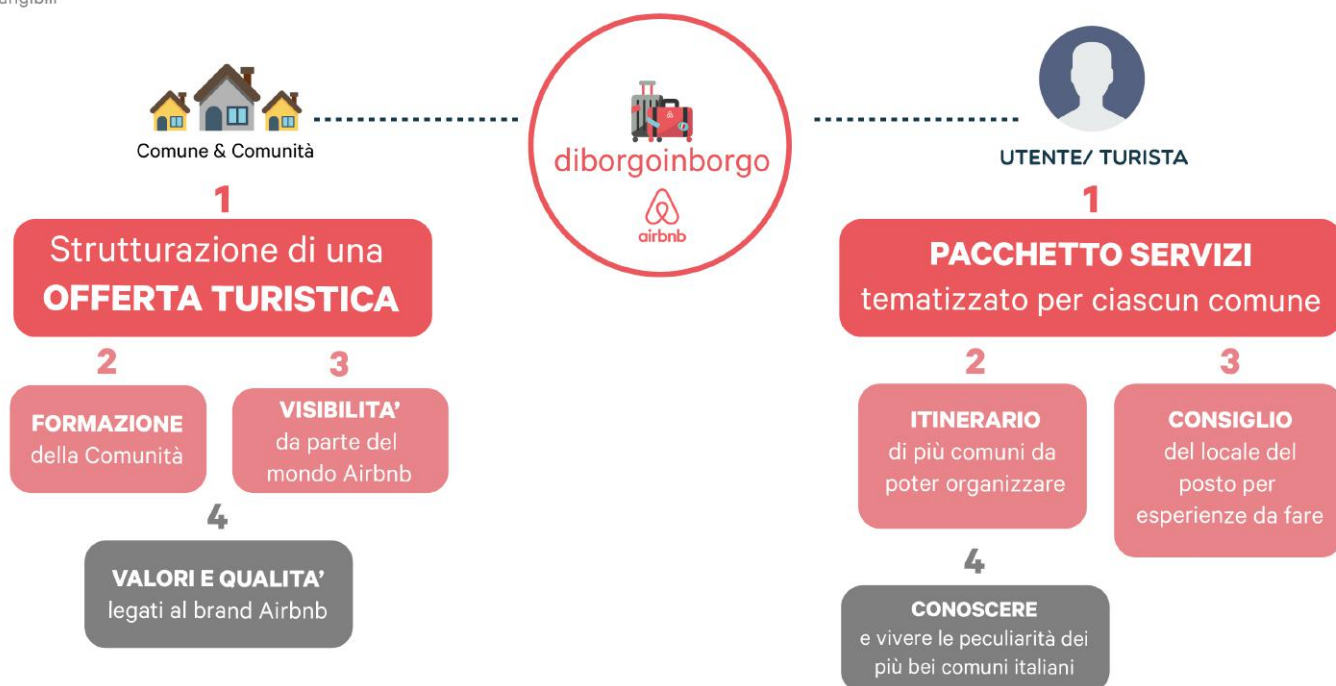 Comune & Comunità
1
Strutturazione di una
OFFERTA TURISTICA
2
FORMAZIONE
della Comunità
3
VISIBILITA'
da parte del
mondo Airbnb
4
VALORI E QUALITA'
legati al brand Airbnb
diborgoinborgo
airbnb
UTENTE/ TURISTA
1
PACCHETTO SERVIZI
tematizzato per ciascun comune
2
ITINERARIO
di più comuni da
poter organizzare
3
CONSIGLIO
del locale del
posto per
esperienze da fare
4
CONOSCERE
e vivere le peculiarità dei
più bei comuni italiani